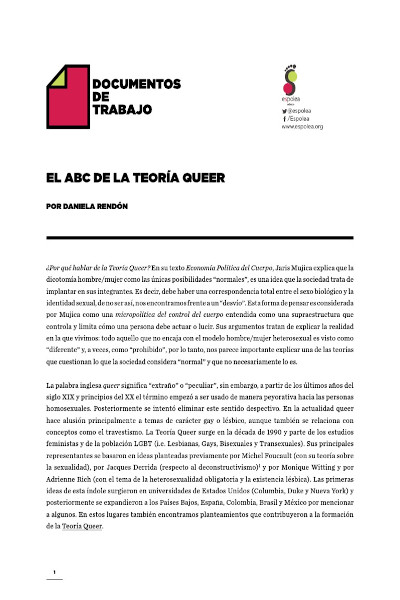 DOCUMENTOS
DE
TRABAJO
espolea
@espolea
/Espolea
www.espolea.org
EL ABC DE LA TEORÍA QUEER
POR DANIELA RENDÓN
¿Por qué hablar de la Teoría Queer? En su texto Economía Política del Cuerpo, Jaris Mujica explica que la
dicotomía hombre/mujer como las únicas posibilidades "normales", es una idea que la sociedad trata de
implantar en sus integrantes. Es decir, debe haber una correspondencia total entre el sexo biológico y la
identidad sexual, de no ser así, nos encontramos frente a un "desvío". Esta forma de pensar es considerada
por Mujica como una micropolítica del control del cuerpo entendida como una supraestructura que
controla y limita cómo una persona debe actuar o lucir. Sus argumentos tratan de explicar la realidad
en la que vivimos: todo aquello que no encaja con el modelo hombre/mujer heterosexual es visto como
"diferente" y, a veces, como "prohibido", por lo tanto, nos parece importante explicar una de las teorías
que cuestionan lo que la sociedad considera "normal" y que no necesariamente lo es.
La palabra inglesa queer significa "extraño" o "peculiar", sin embargo, a partir de los últimos años del
siglo XIX y principios del XX el término empezó a ser usado de manera peyorativa hacia las personas
homosexuales. Posteriormente se intentó eliminar este sentido despectivo. En la actualidad queer
hace alusión principalmente a temas de carácter gay o lésbico, aunque también se relaciona con
conceptos como el travestismo. La Teoría Queer surge en la década de 1990 y parte de los estudios
feministas y de la población LGBT (i.e. Lesbianas, Gays, Bisexuales y Transexuales). Sus principales
representantes se basaron en ideas planteadas previamente por Michel Foucault (con su teoría sobre
la sexualidad), por Jacques Derrida (respecto al deconstructivismo)¹ y por Monique Witting y por
Adrienne Rich (con el tema de la heterosexualidad obligatoria y la existencia lésbica). Las primeras
ideas de esta índole surgieron en universidades de Estados Unidos (Columbia, Duke y Nueva York) y
posteriormente se expandieron a los Países Bajos, España, Colombia, Brasil y México por mencionar
a algunos. En estos lugares también encontramos planteamientos que contribuyeron a la formación
de la Teoría Queer.
1